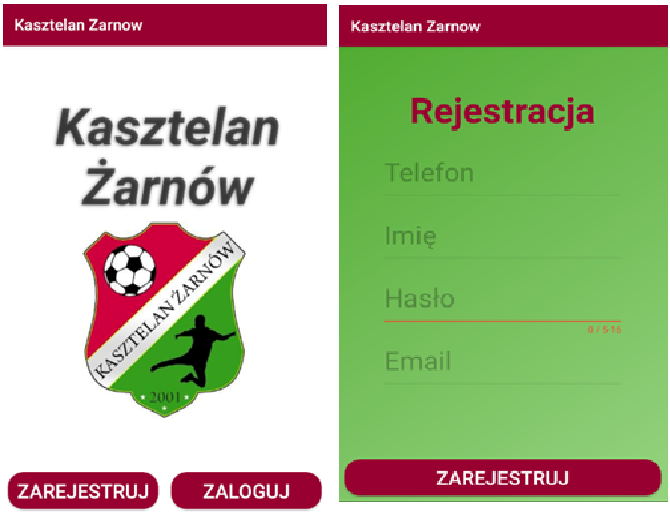 Kasztelan Zarnow
Kasztelan
Żarnów
KASZTELAN ŻARNÓW
2001
ZAREJESTRUJ
ZALOGUJ
Kasztelan Zarnow
Rejestracja
Telefon
Imię
Hasło
0 / 5-16
Email
ZAREJESTRUJ